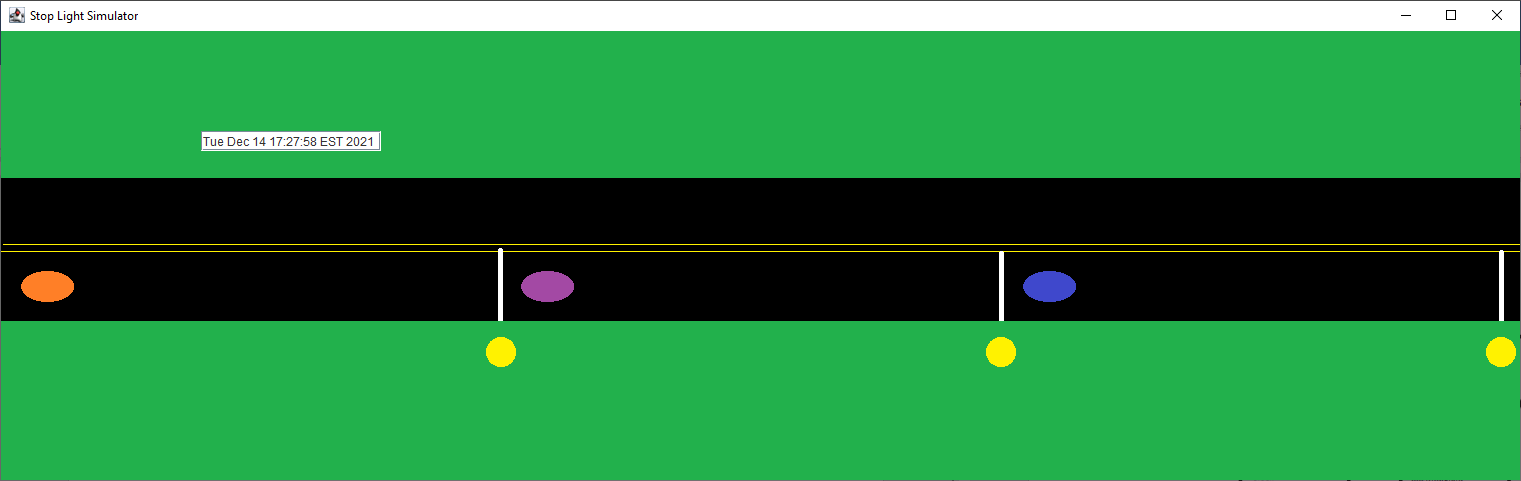 Stop Light Simulator
Tue Dec 14 17:27:58 EST 2021